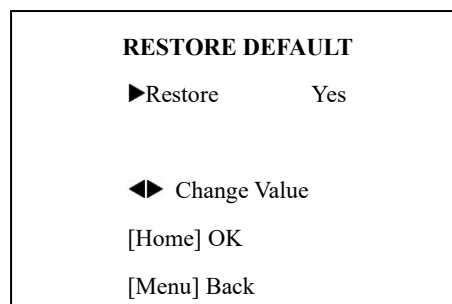 RESTORE DEFAULT
▶Restore Yes
◀▶ Change Value
[Home] OK
[Menu] Back